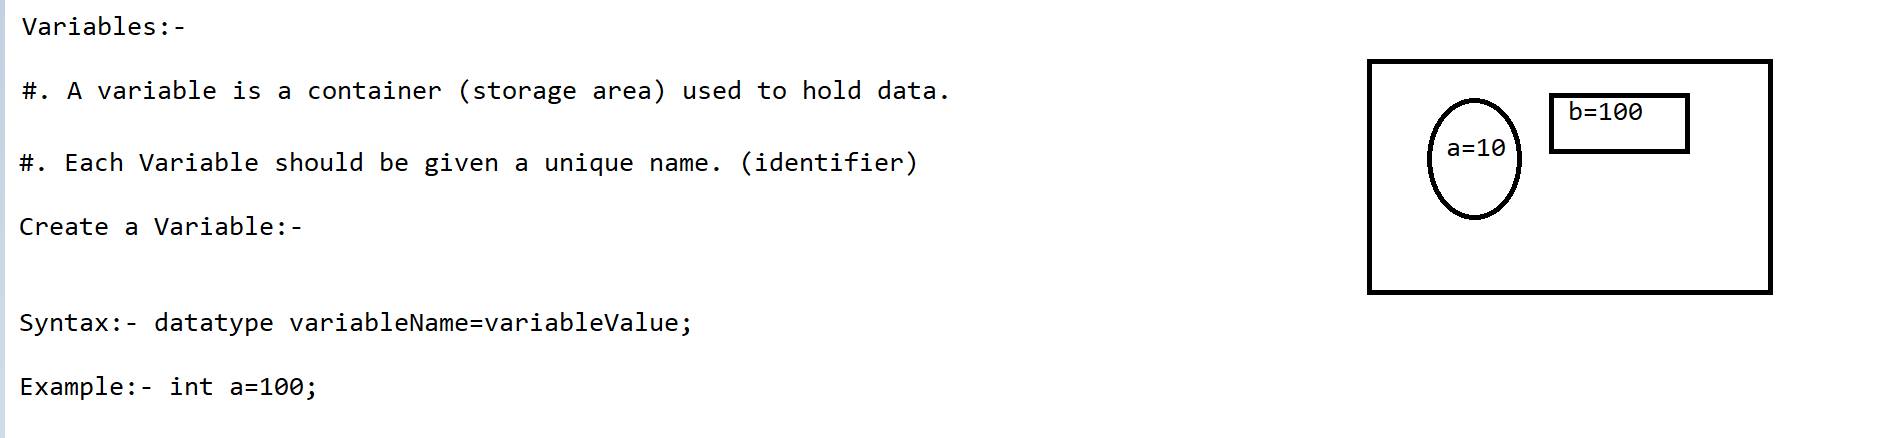 Variables:-
#. A variable is a container (storage area) used to hold data.
#. Each Variable should be given a unique name. (identifier)
Create a Variable:-
Syntax:- datatype variableName=variableValue;
Example:- int a=100;
a=10
b=100